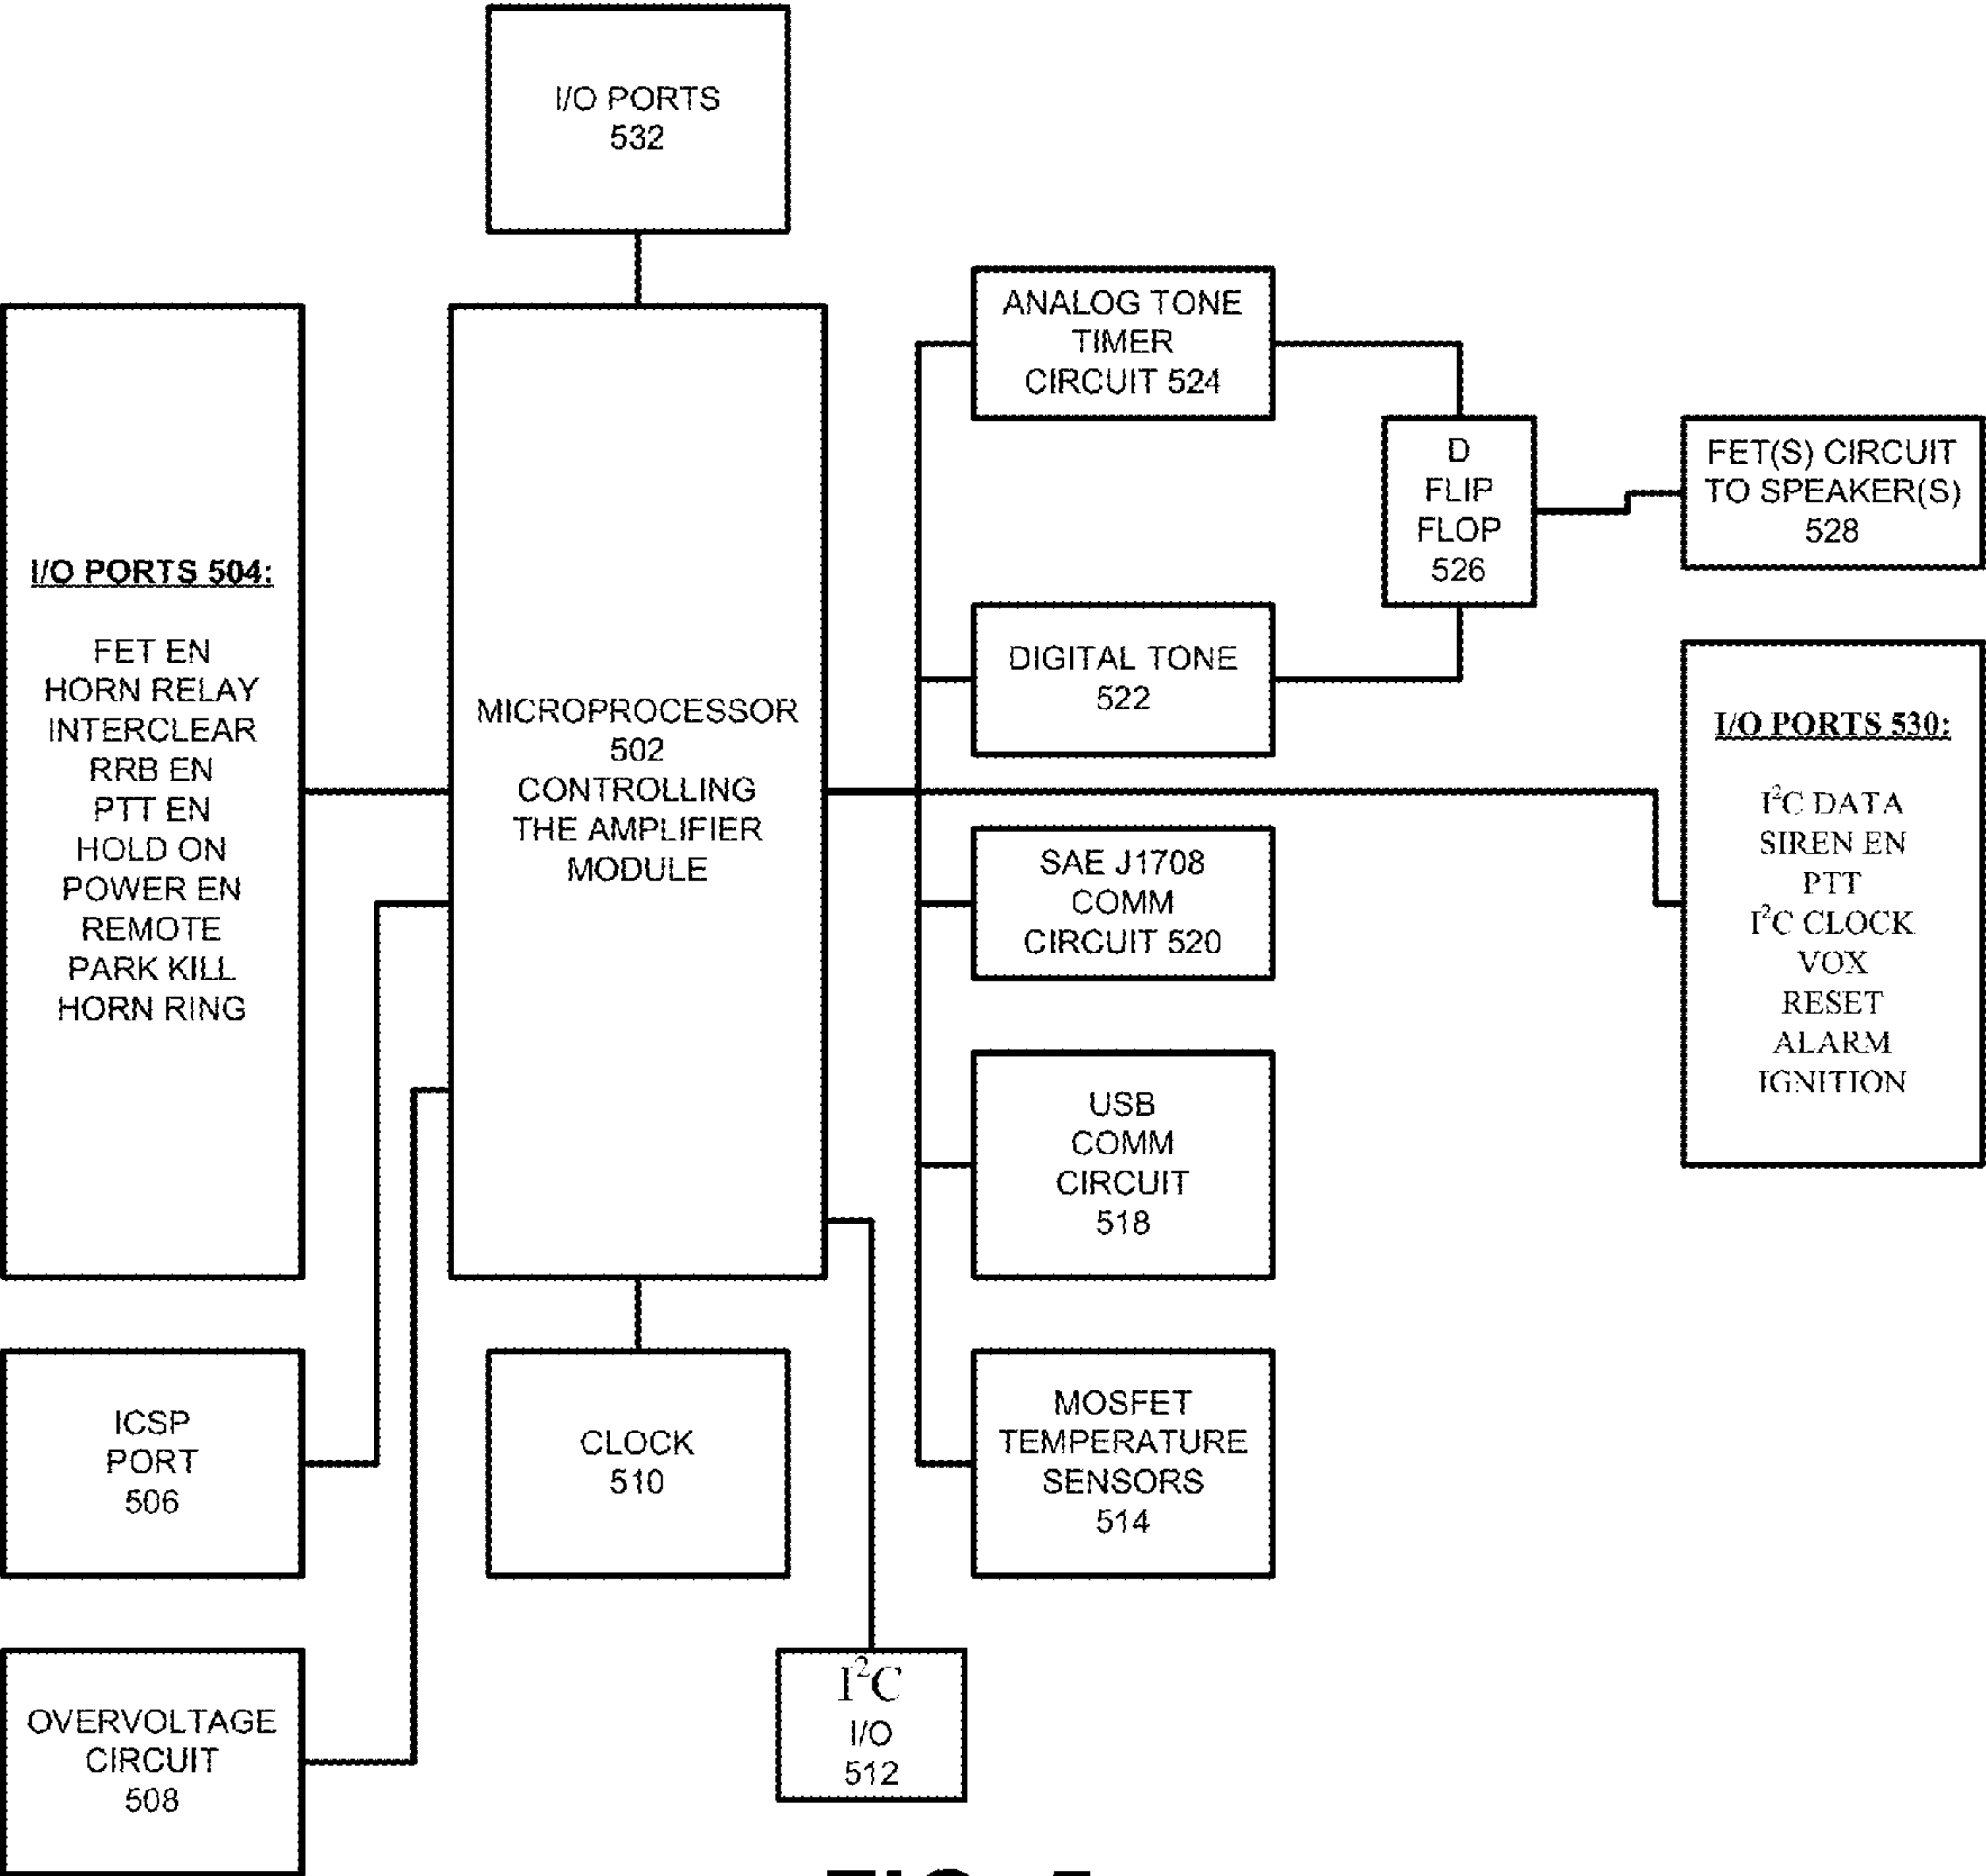 I/O PORTS
532
I/O PORTS 504:
FET EN
HORN RELAY
INTERCLEAR
RRB EN
PTT EN
HOLD ON
POWER EN
REMOTE
PARK KILL
HORN RING
MICROPROCESSOR
502
CONTROLLING
THE AMPLIFIER
MODULE
ANALOG TONE
TIMER
CIRCUIT 524
D
FLIP
FLOP
526
FET(S) CIRCUIT
TO SPEAKER(S)
528
DIGITAL TONE
522
I/O PORTS 530:
I²C DATA
SIREN EN
PTT
I²C CLOCK
VOX
RESET
ALARM
IGNITION
SAE J1708
COMM
CIRCUIT 520
USB
COMM
CIRCUIT
518
ICSP
PORT
506
CLOCK
510
MOSFET
TEMPERATURE
SENSORS
514
OVERVOLTAGE
CIRCUIT
508
I²C
I/O
512